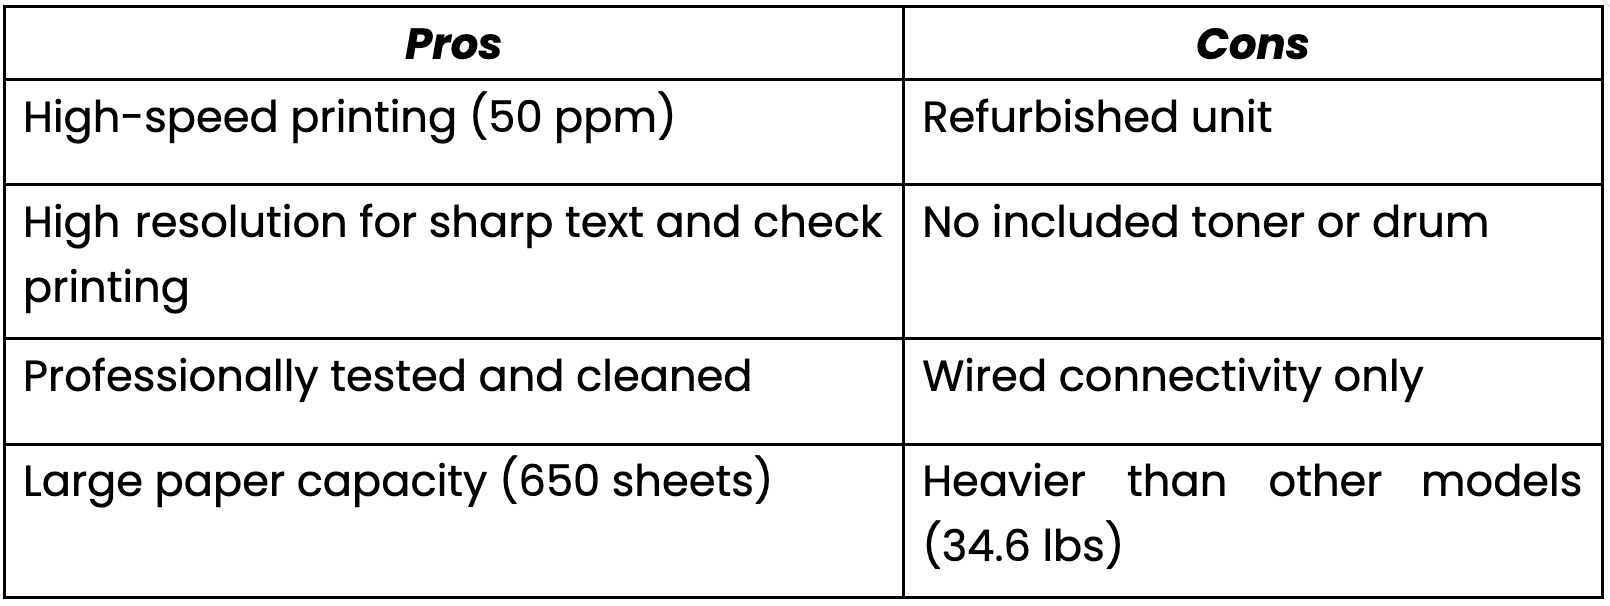 Pros
Cons
High-speed printing (50 ppm)
Refurbished unit
High resolution for sharp text and check
printing
No included toner or drum
Professionally tested and cleaned
Wired connectivity only
Large paper capacity (650 sheets)
Heavier than other models
(34.6 lbs)